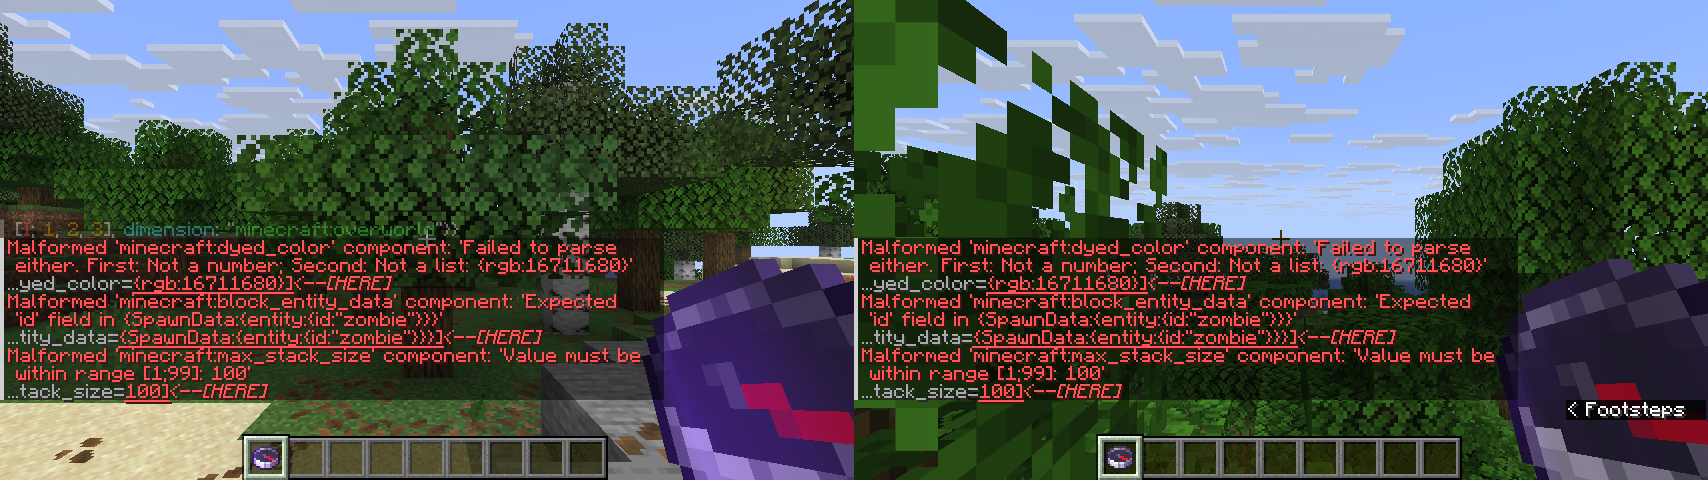 [I; 1, 2, 3], dimension: "minecraft:overworld"}}
Malformed 'minecraft:dyed_color' component: 'Failed to parse
either. First: Not a number; Second: Not a list: {rgb:16711680}'
...yed_color={rgb:16711680}]<--[HERE]
Malformed 'minecraft:block_entity_data' component: 'Expected
'id' field in {SpawnData:{entity:{id:"zombie"}}}'
...tity_data={SpawnData:{entity:{id:"zombie"}}}]<--[HERE]
Malformed 'minecraft:max_stack_size' component: 'Value must be
within range [1;99]: 100'
...tack_size=100]<--[HERE]
Malformed 'minecraft:dyed_color' component: 'Failed to parse
either. First: Not a number; Second: Not a list: {rgb:16711680}'
...yed_color={rgb:16711680}]<--[HERE]
Malformed 'minecraft:block_entity_data' component: 'Expected
'id' field in {SpawnData:{entity:{id:"zombie"}}}'
...tity_data={SpawnData:{entity:{id:"zombie"}}}]<--[HERE]
Malformed 'minecraft:max_stack_size' component: 'Value must be
within range [1;99]: 100'
...tack_size=100]<--[HERE]
< Footsteps